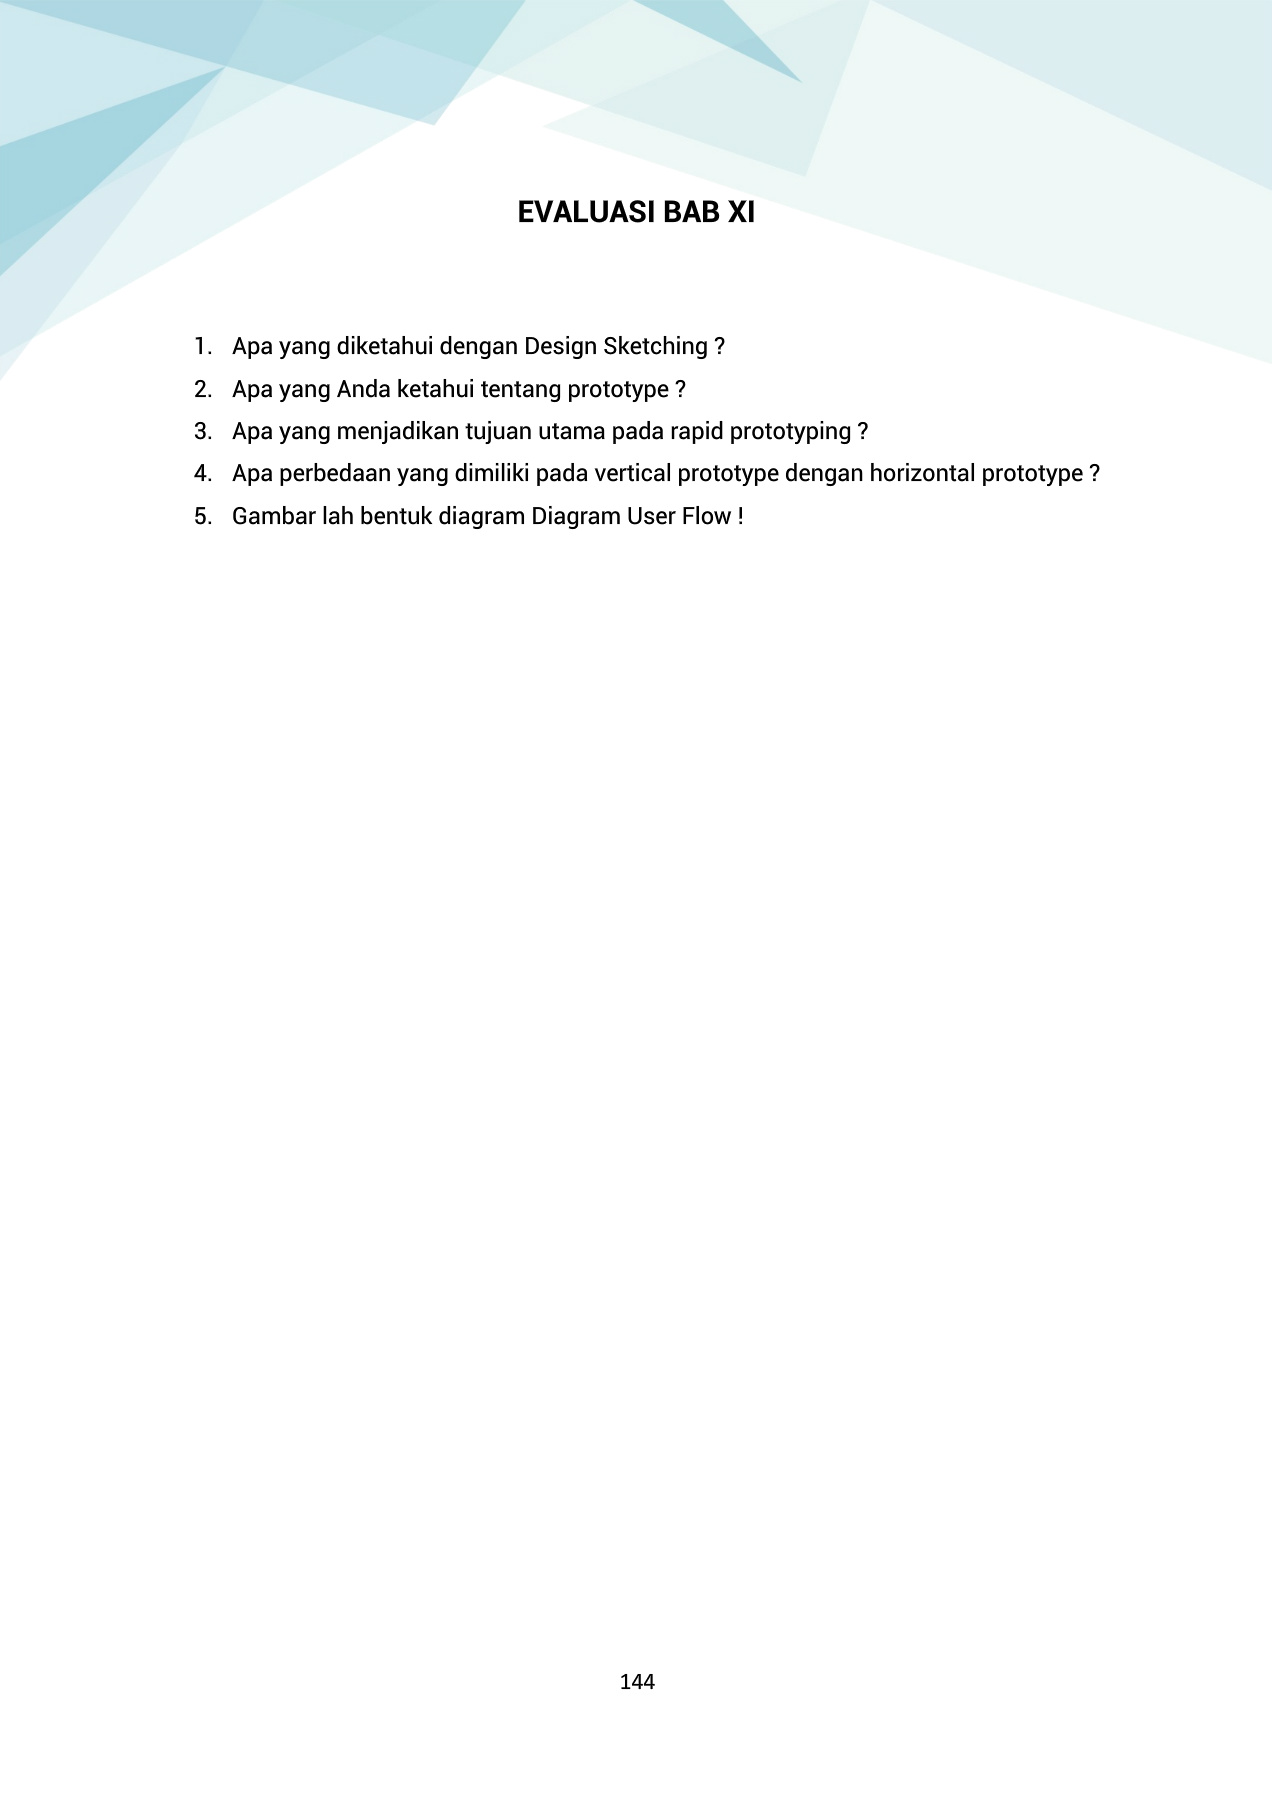 EVALUASI BAB XI
1. Apa yang diketahui dengan Design Sketching ?
2. Apa yang Anda ketahui tentang prototype ?
3. Apa yang menjadikan tujuan utama pada rapid prototyping ?
4. Apa perbedaan yang dimiliki pada vertical prototype dengan horizontal prototype ?
5. Gambar lah bentuk diagram Diagram User Flow !
144